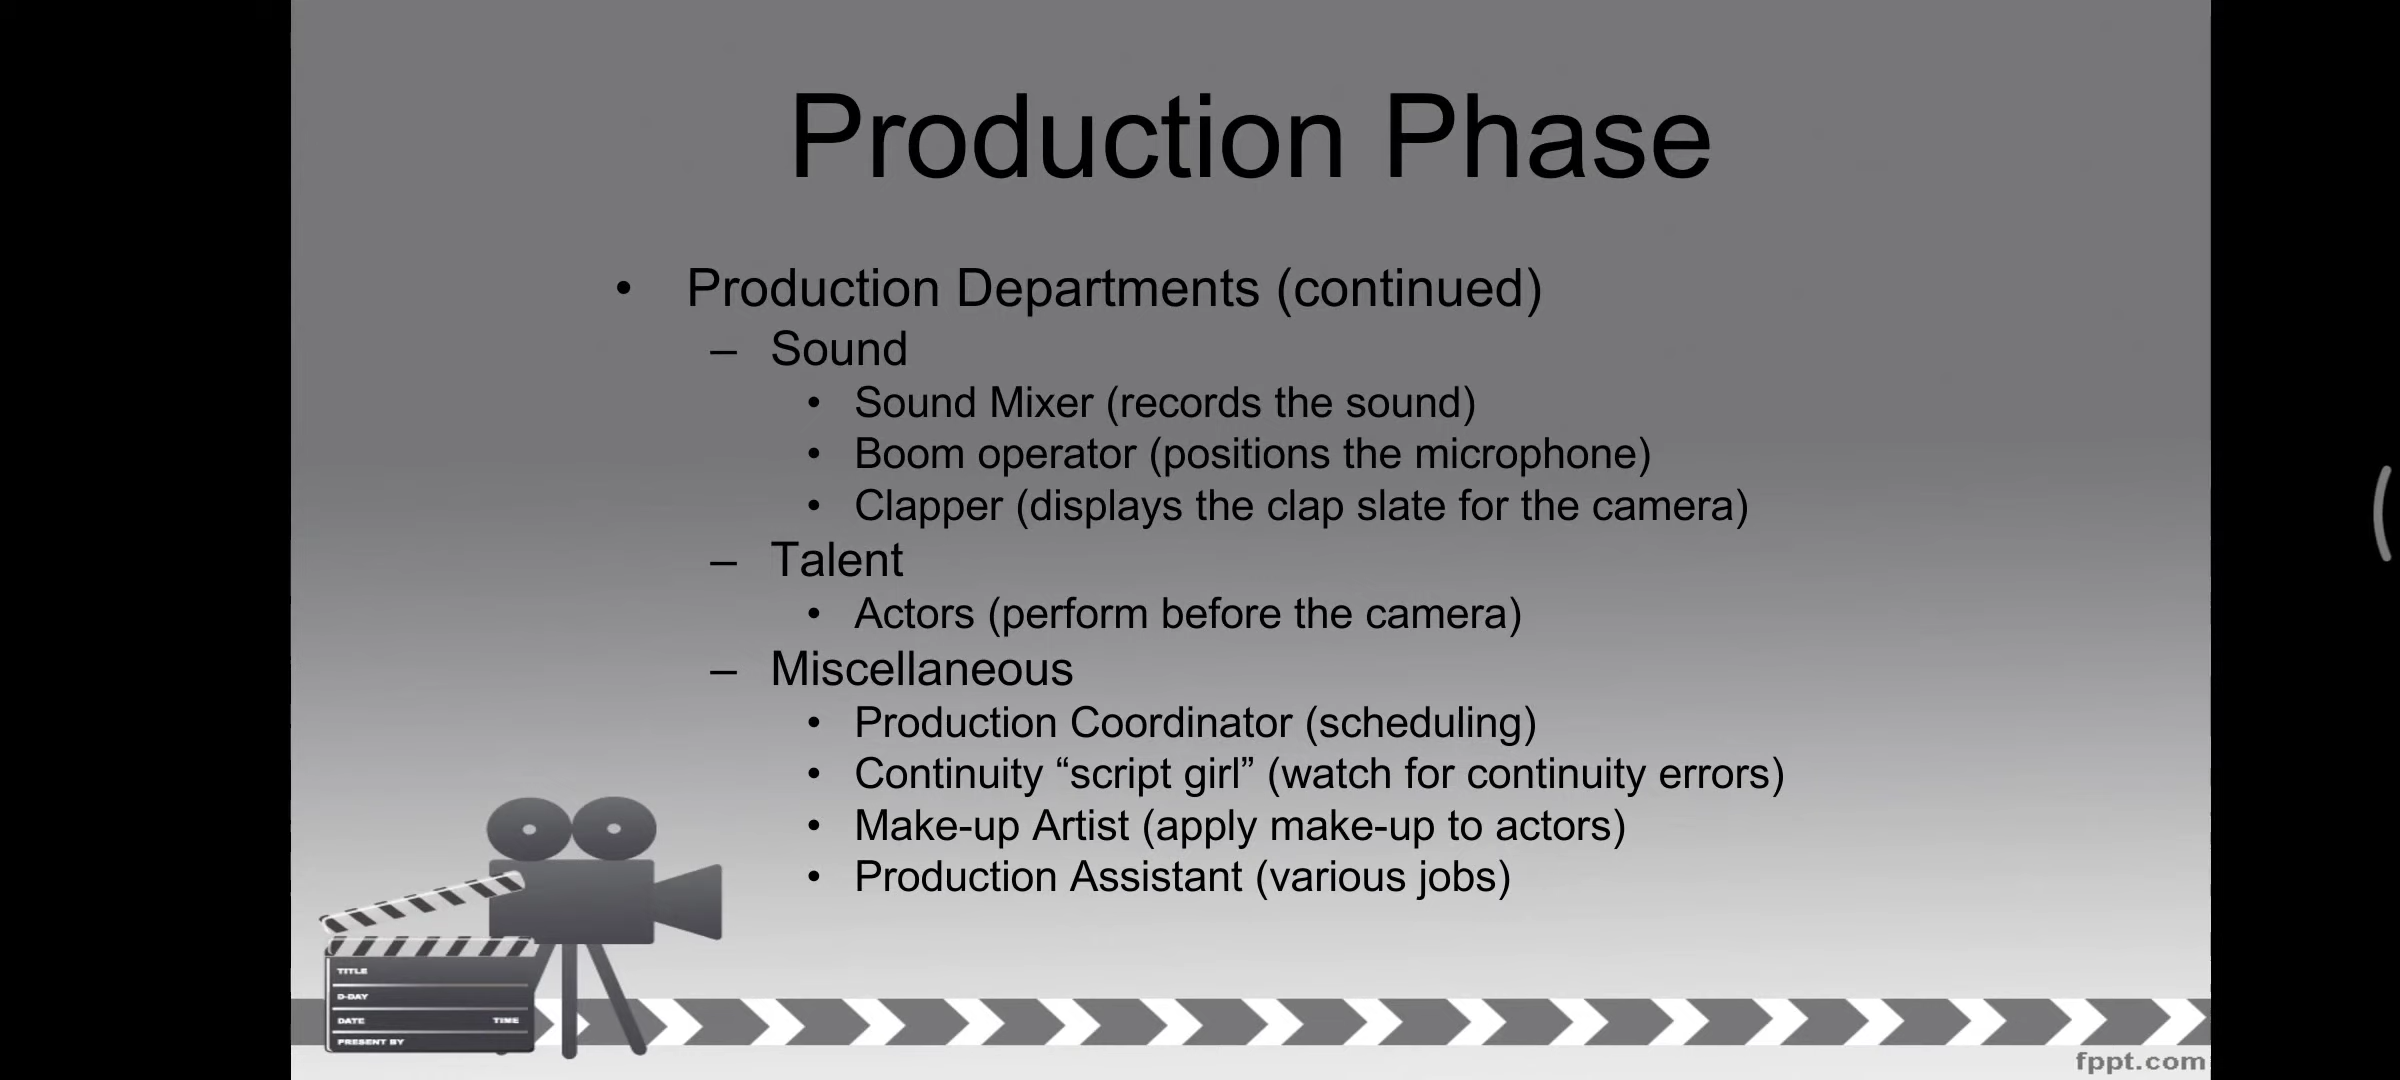 Production Phase
• Production Departments (continued)
– Sound
• Sound Mixer (records the sound)
• Boom operator (positions the microphone)
• Clapper (displays the clap slate for the camera)
– Talent
• Actors (perform before the camera)
– Miscellaneous
• Production Coordinator (scheduling)
• Continuity “script girl” (watch for continuity errors)
• Make-up Artist (apply make-up to actors)
• Production Assistant (various jobs)
TITLE
D-DAY
DATE TIME
PRESENT BY
fppt.com